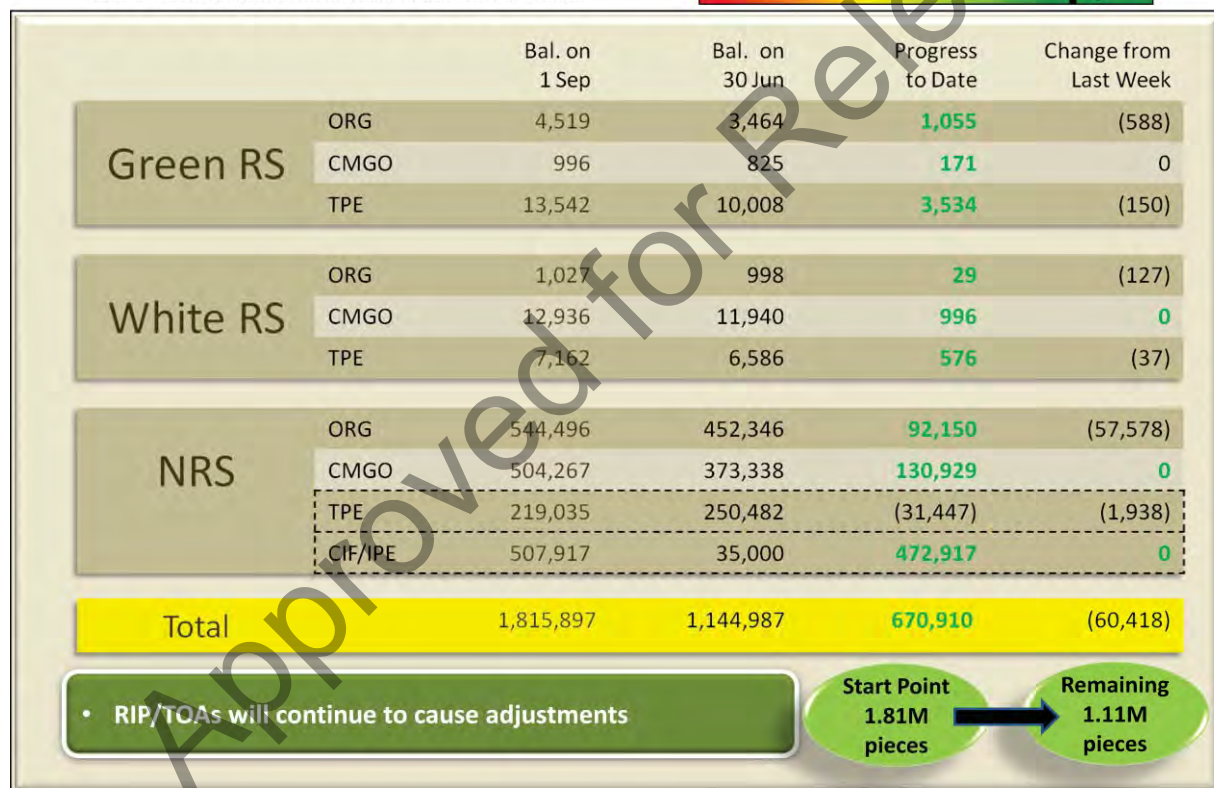 Bal. on Bal. on Progress Change from
1 Sep 30 Jun to Date Last Week
Green RS
ORG 4,519 3,464 1,055 (588)
CMGO 996 825 171 0
TPE 13,542 10,008 3,534 (150)
White RS
ORG 1,027 998 29 (127)
CMGO 12,936 11,940 996 0
TPE 7,162 6,586 576 (37)
NRS
ORG 544,496 452,346 92,150 (57,578)
CMGO 504,267 373,338 130,929 0
TPE 219,035 250,482 (31,447) (1,938)
CIF/IPE 507,917 35,000 472,917 0
Total 1,815,897 1,144,987 670,910 (60,418)
• RIP/TOAs will continue to cause adjustments
Start Point
1.81M
pieces
Remaining
1.11M
pieces
Approved for Rele